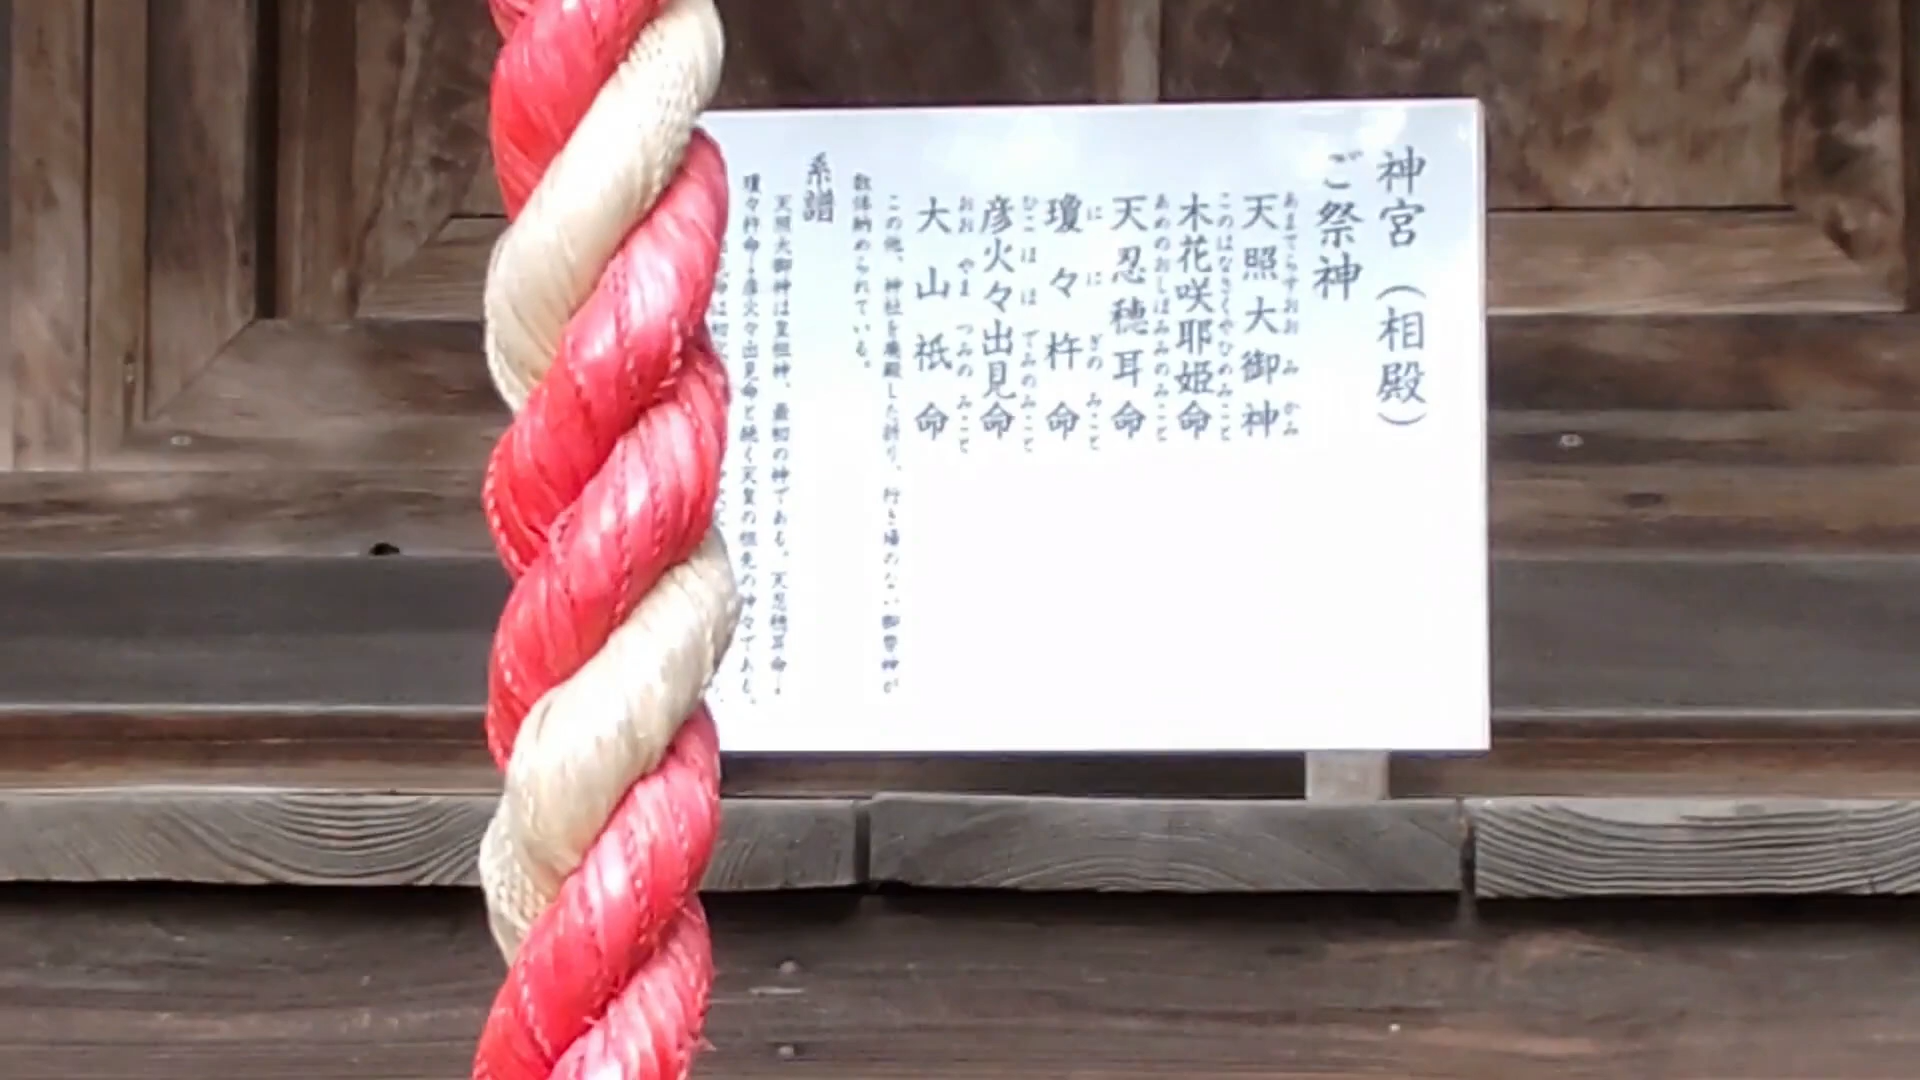 神宮（相殿）
ご祭神
あまてらすおおみかみ
天照大御神
このはなさくやひめのみこと
木花咲耶姫命
あめのおしほみみのみこと
天忍穂耳命
ににぎのみこと
瓊々杵命
ひこほほでみのみこと
彦火々出見命
おおやまつみのみこと
大山祇命
この他、神社を廃殿した折り、行き場のない御祭神が
数体納められている。
系譜
天照大御神は皇祖神、最初の神である。天忍穂耳命―
瓊々杵命―彦火々出見命と続く天皇の祖先の神々である。